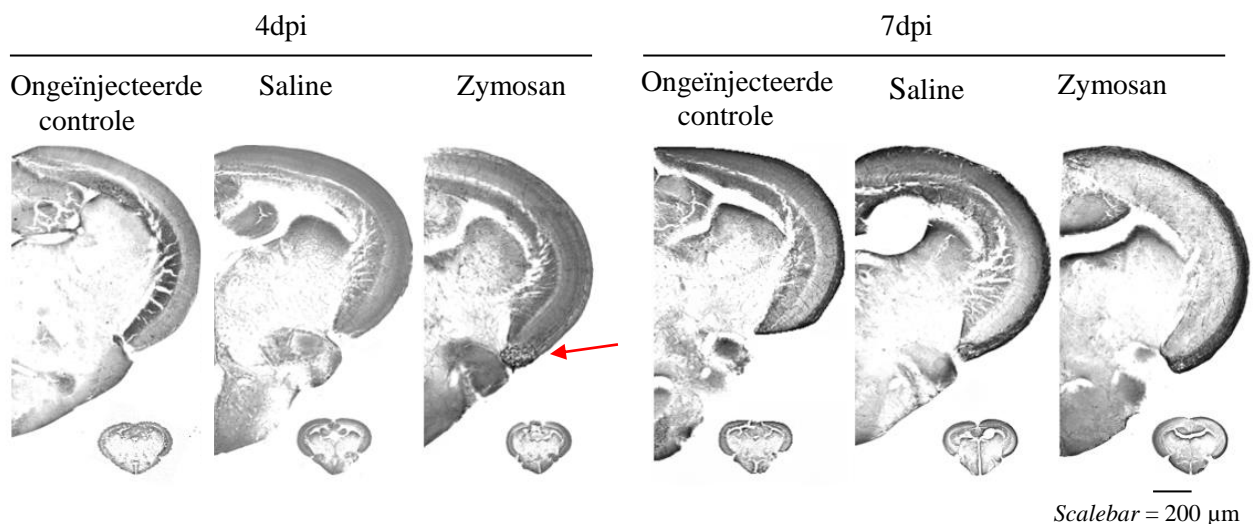 4dpi
7dpi
Ongeïnjecteerde
controle
Saline
Zymosan
Ongeïnjecteerde
controle
Saline
Zymosan
Scalebar = 200 µm